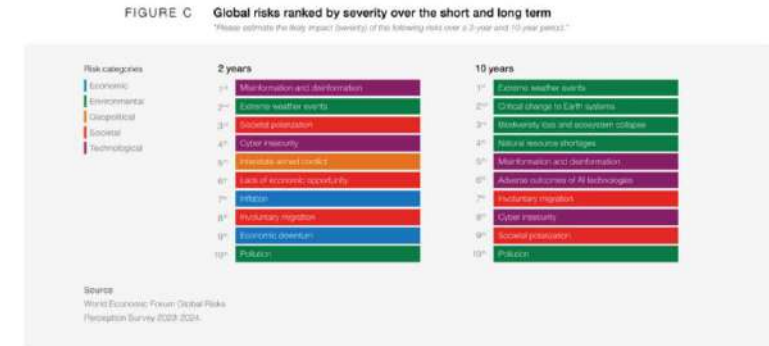 FIGURE C Global risks ranked by severity over the short and long term
"Please estimate the likely impact (severity) of the following risks over a 2-year and 10-year period."
Risk categories
Economic
Environmental
Geopolitical
Societal
Technological
2 years
1st Misinformation and disinformation
2nd Extreme weather events
3rd Societal polarization
4th Cyber insecurity
5th Interstate armed conflict
6th Lack of economic opportunity
7th Inflation
8th Involuntary migration
9th Economic downturn
10th Pollution
10 years
1st Extreme weather events
2nd Critical change to Earth systems
3rd Biodiversity loss and ecosystem collapse
4th Natural resource shortages
5th Misinformation and disinformation
6th Adverse outcomes of AI technologies
7th Involuntary migration
8th Cyber insecurity
9th Societal polarization
10th Pollution
Source
World Economic Forum Global Risks
Perception Survey 2023-2024.